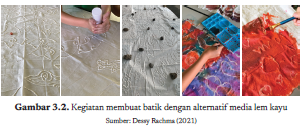 Gambar 3.2. Kegiatan membuat batik dengan alternatif media lem kayu
Sumber: Dessy Rachma (2021)